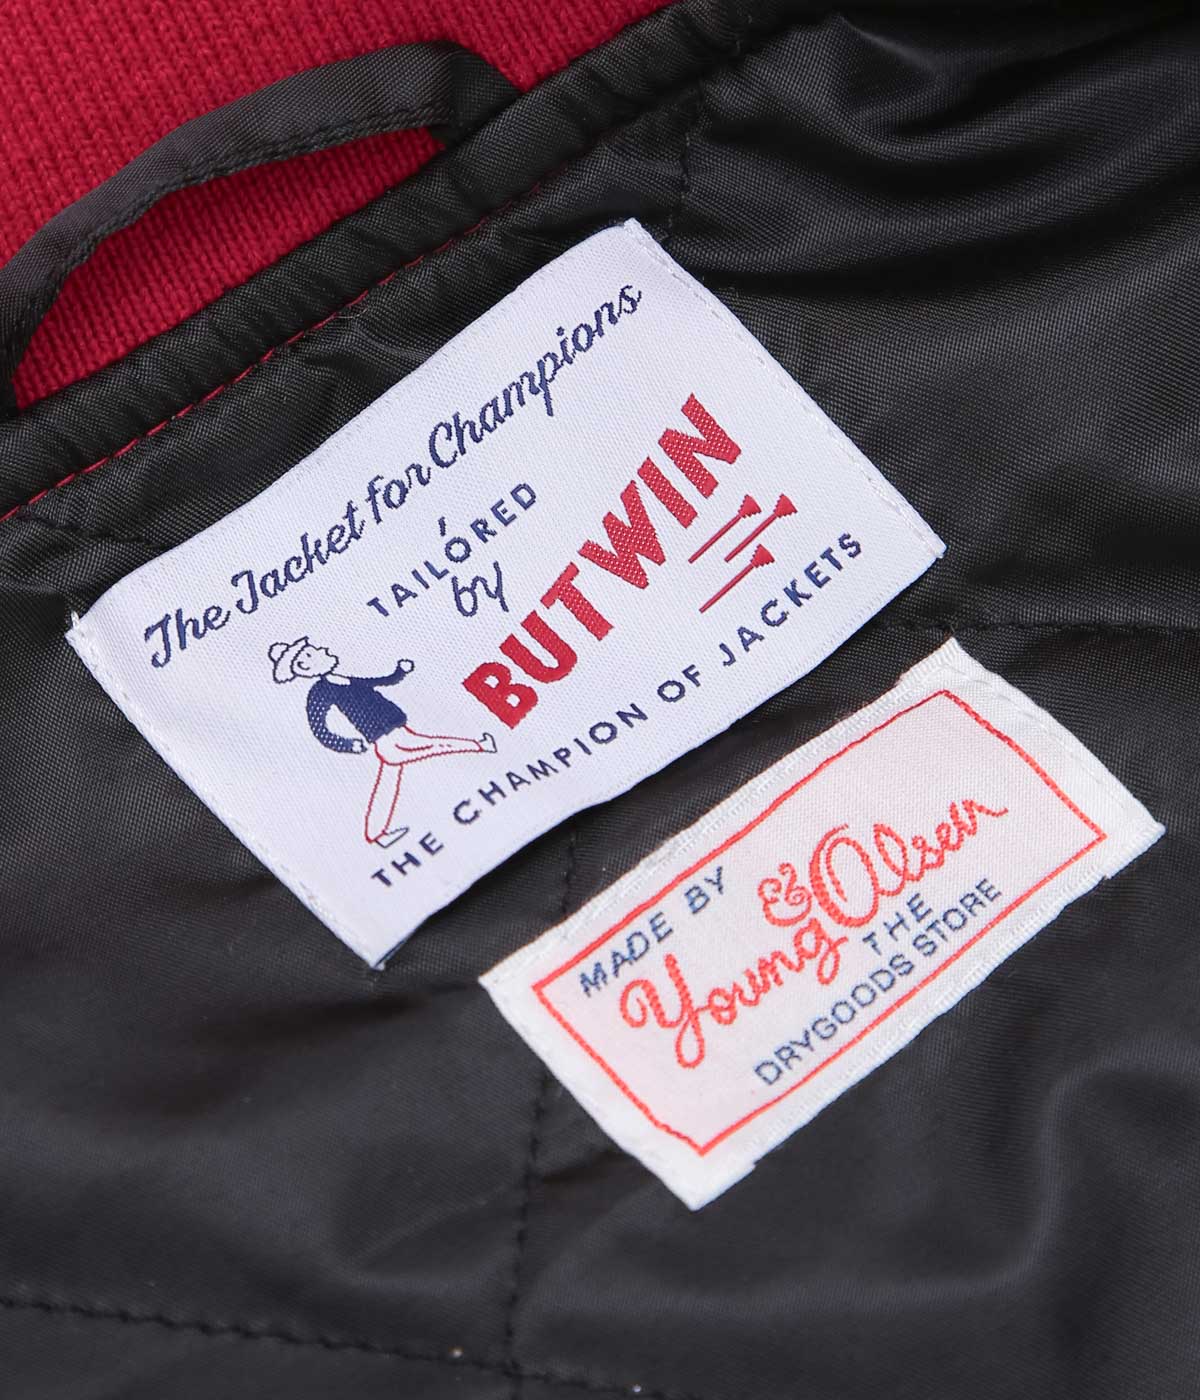 The Jacket for Champions
TAILORED
by
BUTWIN
THE CHAMPION OF JACKETS
MADE BY
Young & Olsen
THE
DRYGOODS STORE